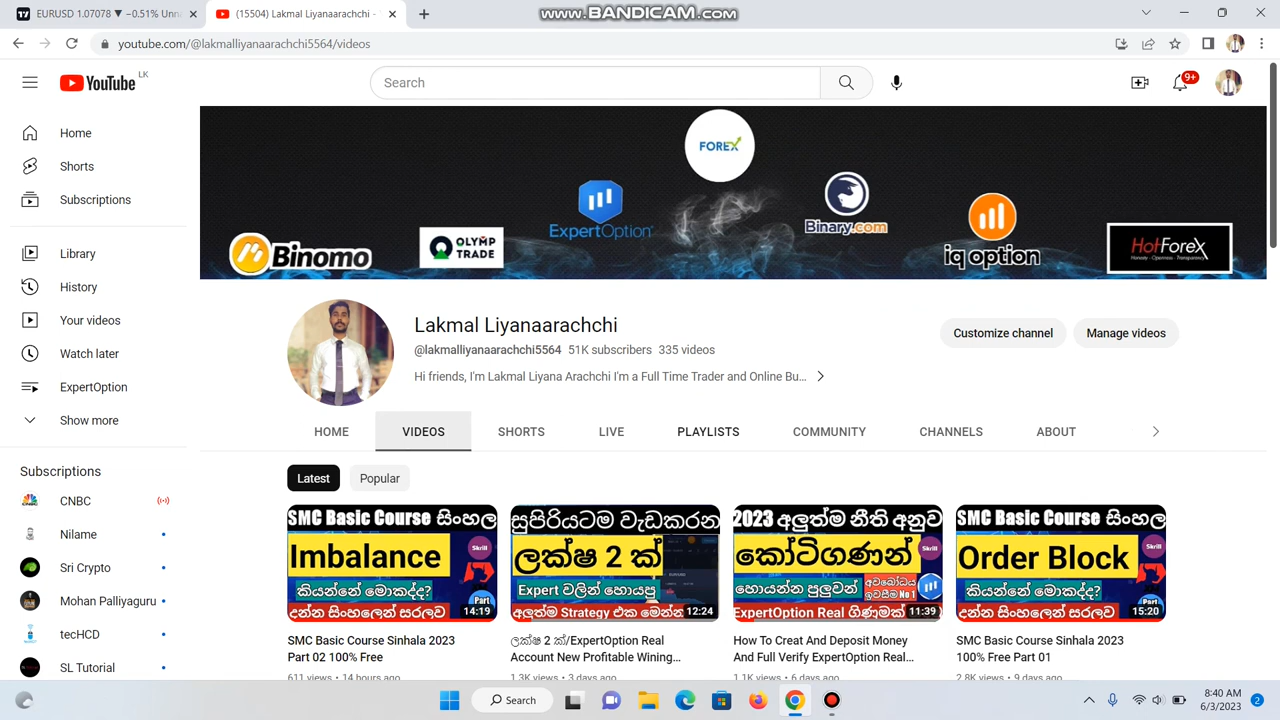 EURUSD 1.07078 ▼ −0.51% Unn
(15504) Lakmal Liyanaarachchi -
www.BANDICAM.com
youtube.com/@lakmalliyanaarachchi5564/videos
YouTube LK
Search
9+
Home
Shorts
Subscriptions
Library
History
Your videos
Watch later
ExpertOption
Show more
Subscriptions
CNBC
Nilame
Sri Crypto
Mohan Palliyaguru
tecHCD
SL Tutorial
FOREX
ExpertOption
Binary.com
Binomo
OLYMP
TRADE
iq option
HotForeX
Honesty - Openness - Transparency
Lakmal Liyanaarachchi
@lakmalliyanaarachchi5564 51K subscribers 335 videos
Hi friends, I'm Lakmal Liyana Arachchi I'm a Full Time Trader and Online Bu...
Customize channel
Manage videos
HOME VIDEOS SHORTS LIVE PLAYLISTS COMMUNITY CHANNELS ABOUT
Latest Popular
SMC Basic Course සිංහල
Imbalance
Skrill
කියන්නේ මොකද්ද?
Part
දන්න සිංහලෙන් සරලව
14:19
SMC Basic Course Sinhala 2023
Part 02 100% Free
611 views • 14 hours ago
සුපිරියටම වැඩකරන
ලක්ෂ 2 ක්
Expert වලින් හොයපු
අලුත්ම Strategy එක මෙන්න
12:24
ලක්ෂ 2 ක්/ExpertOption Real
Account New Profitable Wining...
1.3K views • 3 days ago
2023 අලුත්ම නීති අනුව
කෝටිගණන්
Skrill
හොයන්න පුලුවන්
අවබෝධය
ඉවසීම No 1
ExpertOption Real ගිණුමක්
11:39
How To Creat And Deposit Money
And Full Verify ExpertOption Real...
1.1K views • 6 days ago
SMC Basic Course සිංහල
Order Block
Skrill
කියන්නේ මොකද්ද?
Part
දන්න සිංහලෙන් සරලව
15:20
SMC Basic Course Sinhala 2023
100% Free Part 01
2.8K views • 9 days ago
Search
8:40 AM
6/3/2023
2